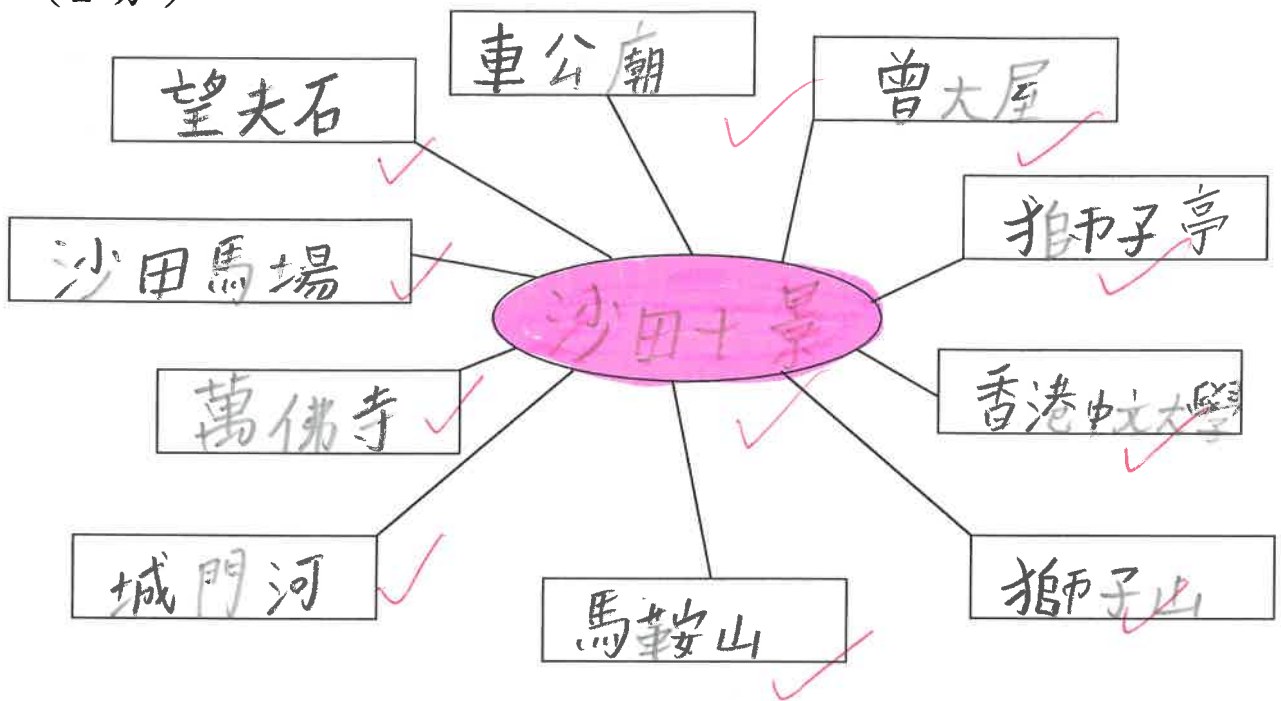 車公廟
望夫石
曾大屋
獅子亭
沙田馬場
沙田十景
萬佛寺
香港中文大學
城門河
馬鞍山
獅子山